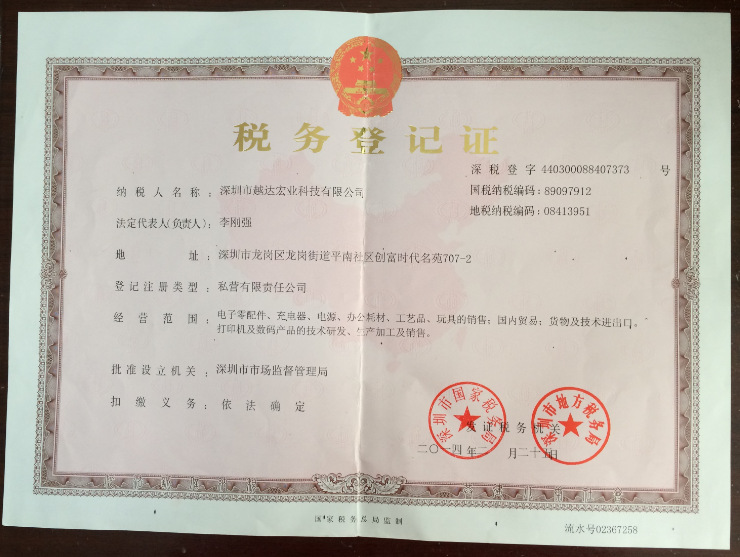 税务登记证
深税登字 440300088407373 号
国税纳税编码:89097912
地税纳税编码:08413951
纳税人名称:深圳市越达宏业科技有限公司
法定代表人(负责人):李刚强
地址:深圳市龙岗区龙岗街道平南社区创富时代名苑707-2
登记注册类型:私营有限责任公司
经营范围:电子零配件、充电器、电源、办公耗材、工艺品、玩具的销售;国内贸易;货物及技术进出口。
打印机及数码产品的技术研发、生产加工及销售。
批准设立机关:深圳市市场监督管理局
扣缴义务:依法确定
深圳市国家税务局
深圳市地方税务局
发证税务机关
二〇一四年二月二十日
国家税务总局监制
流水号02367258